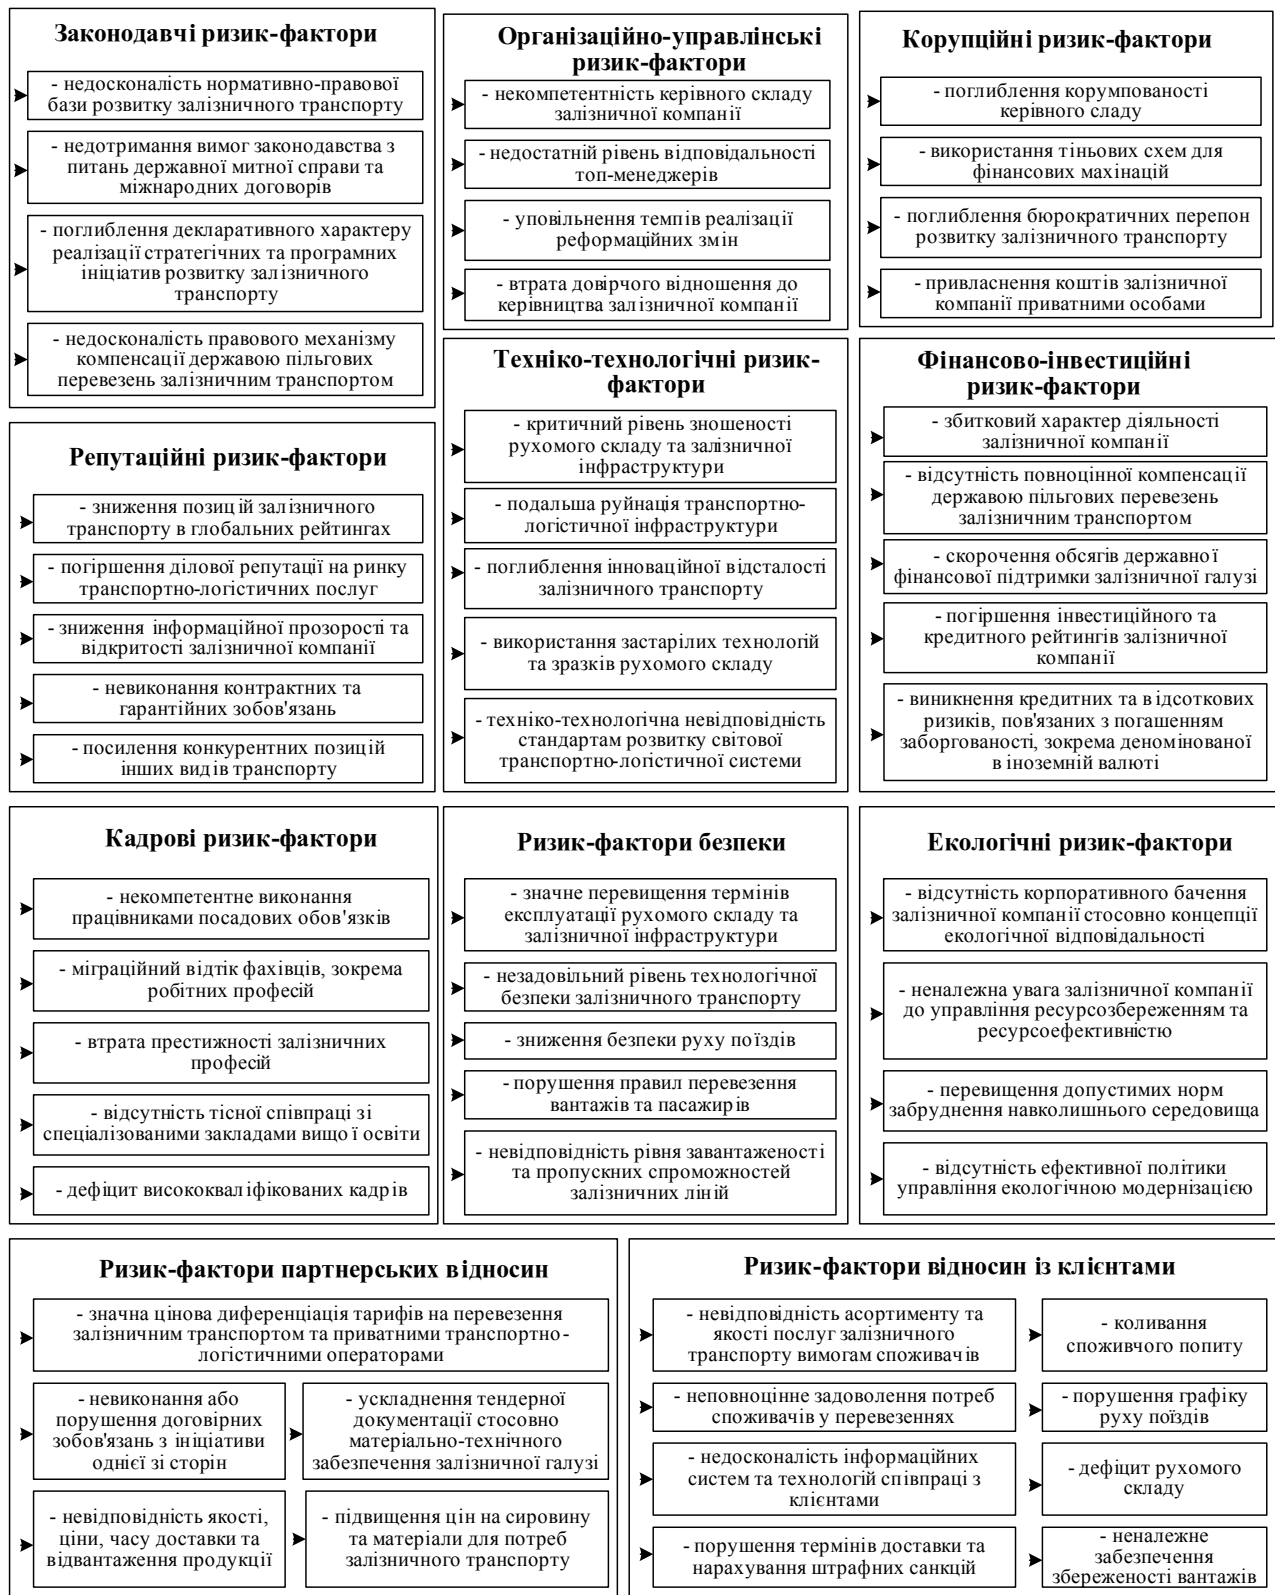 Законодавчі ризик-фактори
- недосконалість нормативно-правової
бази розвитку залізничного транспорту
- недотримання вимог законодавства з
питань державної митної справи та
міжнародних договорів
- поглиблення декларативного характеру
реалізації стратегічних та програмних
ініціатив розвитку залізничного
транспорту
- недосконалість правового механізму
компенсації державою пільгових
перевезень залізничним транспортом
Організаційно-управлінські
ризик-фактори
- некомпетентність керівного складу
залізничної компанії
- недостатній рівень відповідальності
топ-менеджерів
- уповільнення темпів реалізації
реформаційних змін
- втрата довірчого відношення до
керівництва залізничної компанії
Корупційні ризик-фактори
- поглиблення корумпованості
керівного сладу
- використання тіньових схем для
фінансових махінацій
- поглиблення бюрократичних перепон
розвитку залізничного транспорту
- привласнення коштів залізничної
компанії приватними особами
Репутаційні ризик-фактори
- зниження позицій залізничного
транспорту в глобальних рейтингах
- погіршення ділової репутації на ринку
транспортно-логістичних послуг
- зниження інформаційної прозорості та
відкритості залізничної компанії
- невиконання контрактних та
гарантійних зобов'язань
- посилення конкурентних позицій
інших видів транспорту
Техніко-технологічні ризик-
фактори
- критичний рівень зношеності
рухомого складу та залізничної
інфраструктури
- подальша руйнація транспортно-
логістичної інфраструктури
- поглиблення інноваційної відсталості
залізничного транспорту
- використання застарілих технологій
та зразків рухомого складу
- техніко-технологічна невідповідність
стандартам розвитку світової
транспортно-логістичної системи
Фінансово-інвестиційні
ризик-фактори
- збитковий характер діяльності
залізничної компанії
- відсутність повноцінної компенсації
державою пільгових перевезень
залізничним транспортом
- скорочення обсягів державної
фінансової підтримки залізничної галузі
- погіршення інвестиційного та
кредитного рейтингів залізничної
компанії
- виникнення кредитних та відсоткових
ризиків, пов'язаних з погашенням
заборгованості, зокрема деномінованої
в іноземній валюті
Кадрові ризик-фактори
- некомпетентне виконання
працівниками посадових обов'язків
- міграційний відтік фахівців, зокрема
робітних професій
- втрата престижності залізничних
професій
- відсутність тісної співпраці зі
спеціалізованими закладами вищої освіти
- дефіцит висококваліфікованих кадрів
Ризик-фактори безпеки
- значне перевищення термінів
експлуатації рухомого складу та
залізничної інфраструктури
- незадовільний рівень технологічної
безпеки залізничного транспорту
- зниження безпеки руху поїздів
- порушення правил перевезення
вантажів та пасажирів
- невідповідність рівня завантаженості
та пропускних спроможностей
залізничних ліній
Екологічні ризик-фактори
- відсутність корпоративного бачення
залізничної компанії стосовно концепції
екологічної відповідальності
- неналежна увага залізничної компанії
до управління ресурсозбереженням та
ресурсоефективністю
- перевищення допустимих норм
забруднення навколишнього середовища
- відсутність ефективної політики
управління екологічною модернізацією
Ризик-фактори партнерських відносин
- значна цінова диференціація тарифів на перевезення
залізничним транспортом та приватними транспортно-
логістичними операторами
- невиконання або
порушення договірних
зобов'язань з ініціативи
однієї зі сторін
- ускладнення тендерної
документації стосовно
матеріально-технічного
забезпечення залізничної галузі
- невідповідність якості,
ціни, часу доставки та
відвантаження продукції
- підвищення цін на сировину
та матеріали для потреб
залізничного транспорту
Ризик-фактори відносин із клієнтами
- невідповідність асортименту та
якості послуг залізничного
транспорту вимогам споживачів
- коливання
споживчого попиту
- неповноцінне задоволення потреб
споживачів у перевезеннях
- порушення графіку
руху поїздів
- недосконалість інформаційних
систем та технологій співпраці з
клієнтами
- дефіцит рухомого
складу
- порушення термінів доставки та
нарахування штрафних санкцій
- неналежне
забезпечення
збереженості вантажів